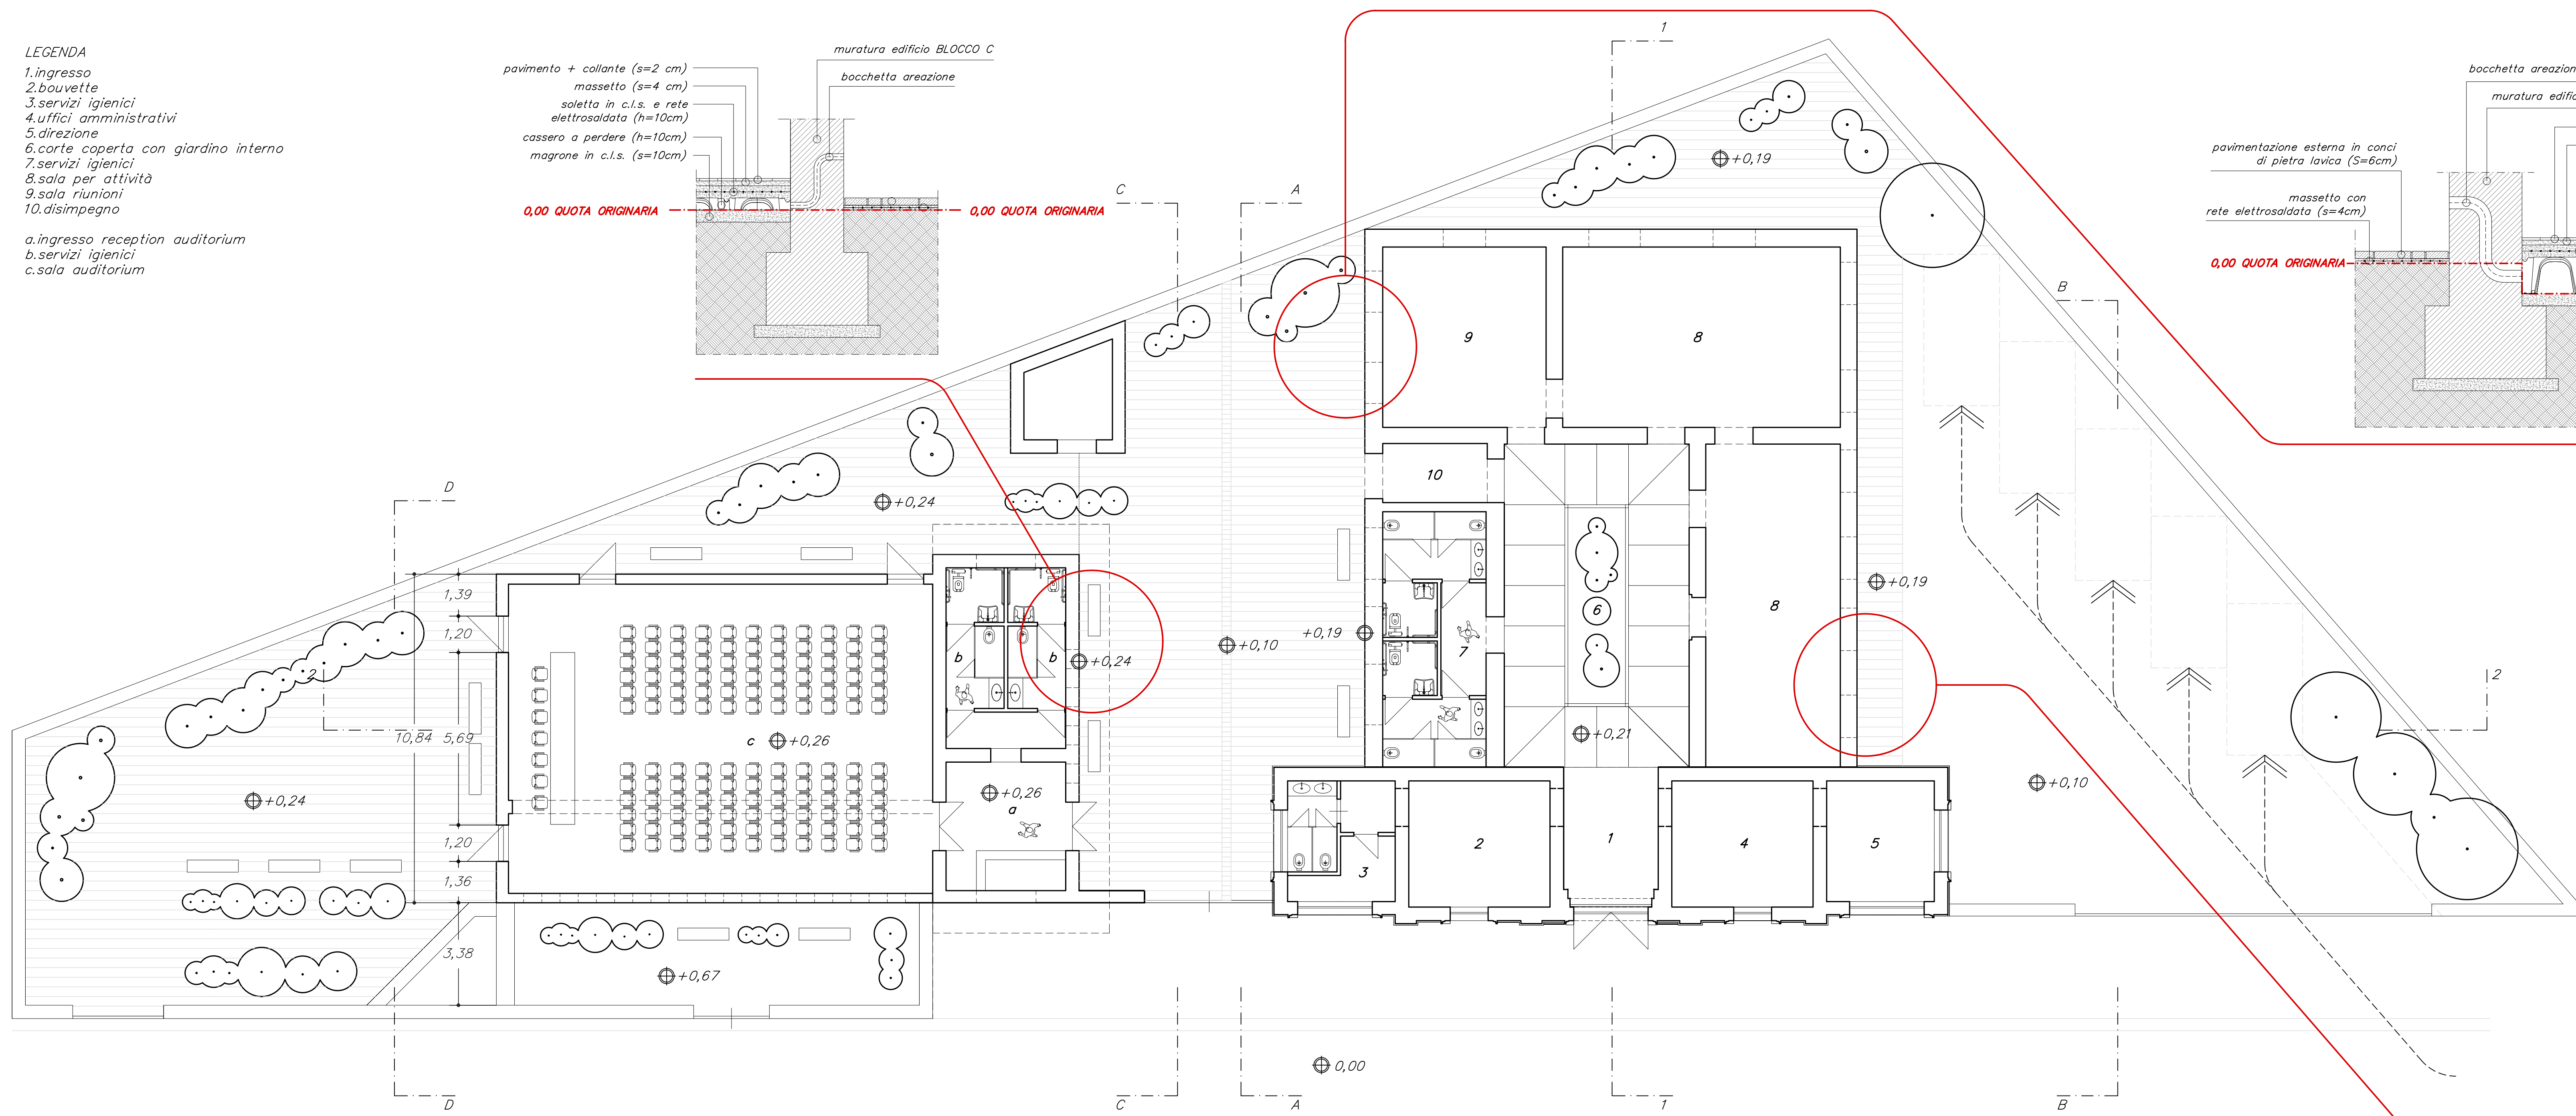 LEGENDA
1.ingresso
2.bouvette
3.servizi igienici
4.uffici amministrativi
5.direzione
6.corte coperta con giardino interno
7.servizi igienici
8.sala per attività
9.sala riunioni
10.disimpegno
a.ingresso reception auditorium
b.servizi igienici
c.sala auditorium
muratura edificio BLOCCO C
bocchetta areazione
pavimento + collante (s=2 cm)
massetto (s=4 cm)
soletta in c.l.s. e rete
elettrosaldata (h=10cm)
cassero a perdere (h=10cm)
magrone in c.l.s. (s=10cm)
0,00 QUOTA ORIGINARIA
0,00 QUOTA ORIGINARIA
bocchetta areazion
muratura edific
pavimentazione esterna in conci
di pietra lavica (S=6cm)
massetto con
rete elettrosaldata (s=4cm)
0,00 QUOTA ORIGINARIA
1
C
A
B
D
+0,19
9
8
10
+0,24
1,39
1,20
10,84
5,69
1,20
1,36
3,38
2
b
b
+0,24
+0,10
+0,19
7
6
8
+0,19
c
+0,26
+0,24
+0,26
a
+0,21
+0,10
2
3
2
1
4
5
+0,67
0,00
D
C
A
1
B